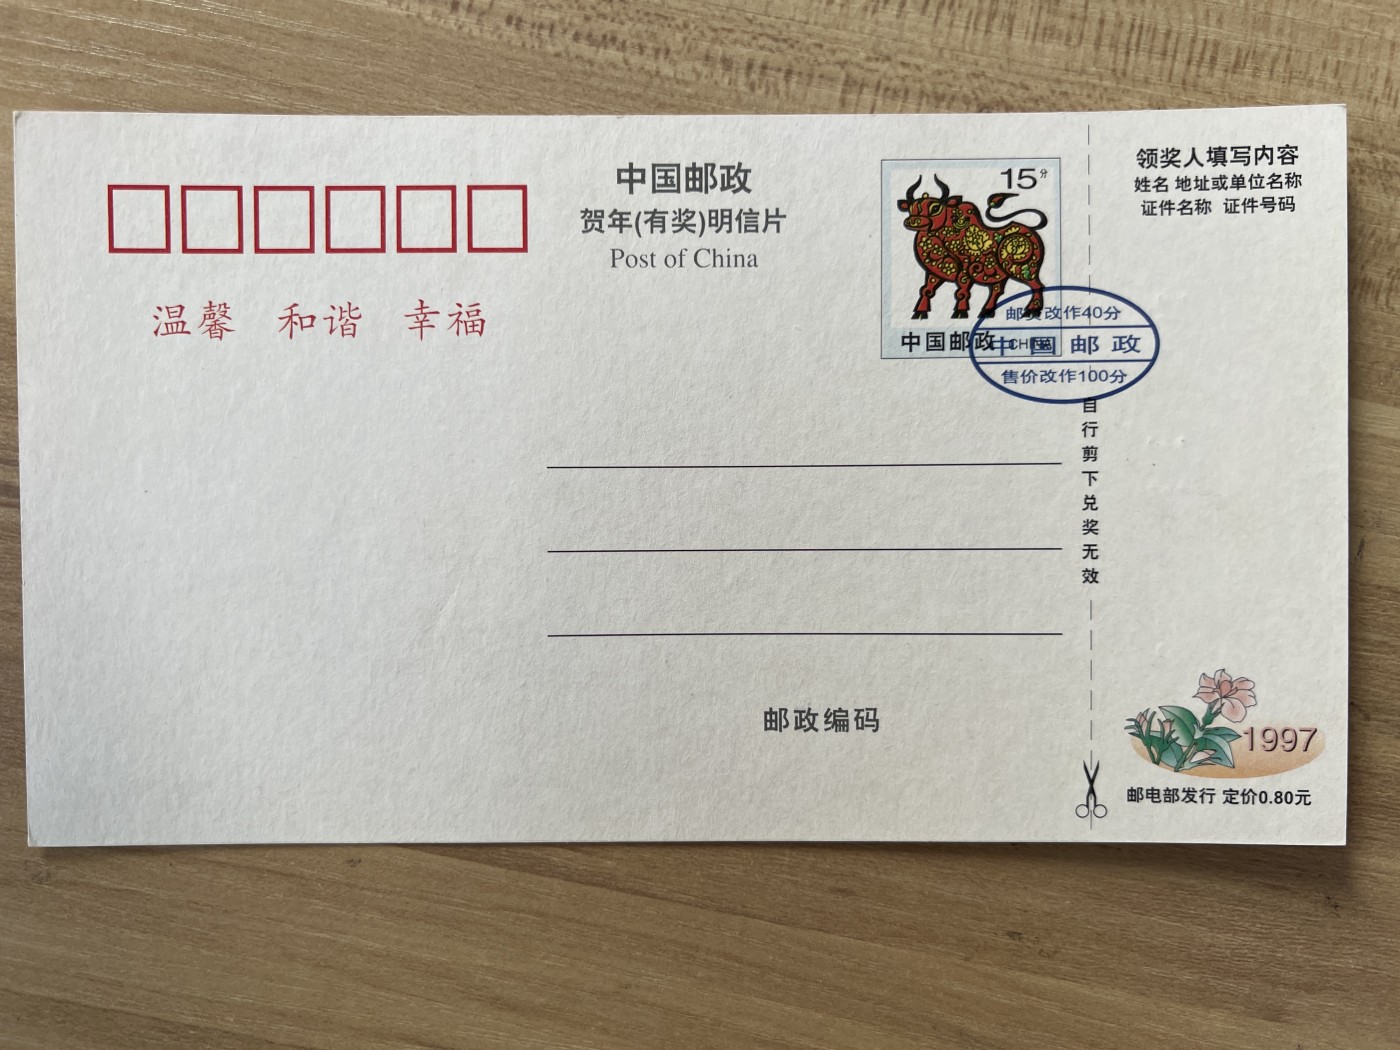 中国邮政
贺年(有奖)明信片
Post of China
温馨 和谐 幸福
15分
中国邮政 CHINA
邮资改作40分
中国邮政
售价改作100分
领奖人填写内容
姓名 地址或单位名称
证件名称 证件号码
自行剪下兑奖无效
邮政编码
1997
邮电部发行 定价0.80元